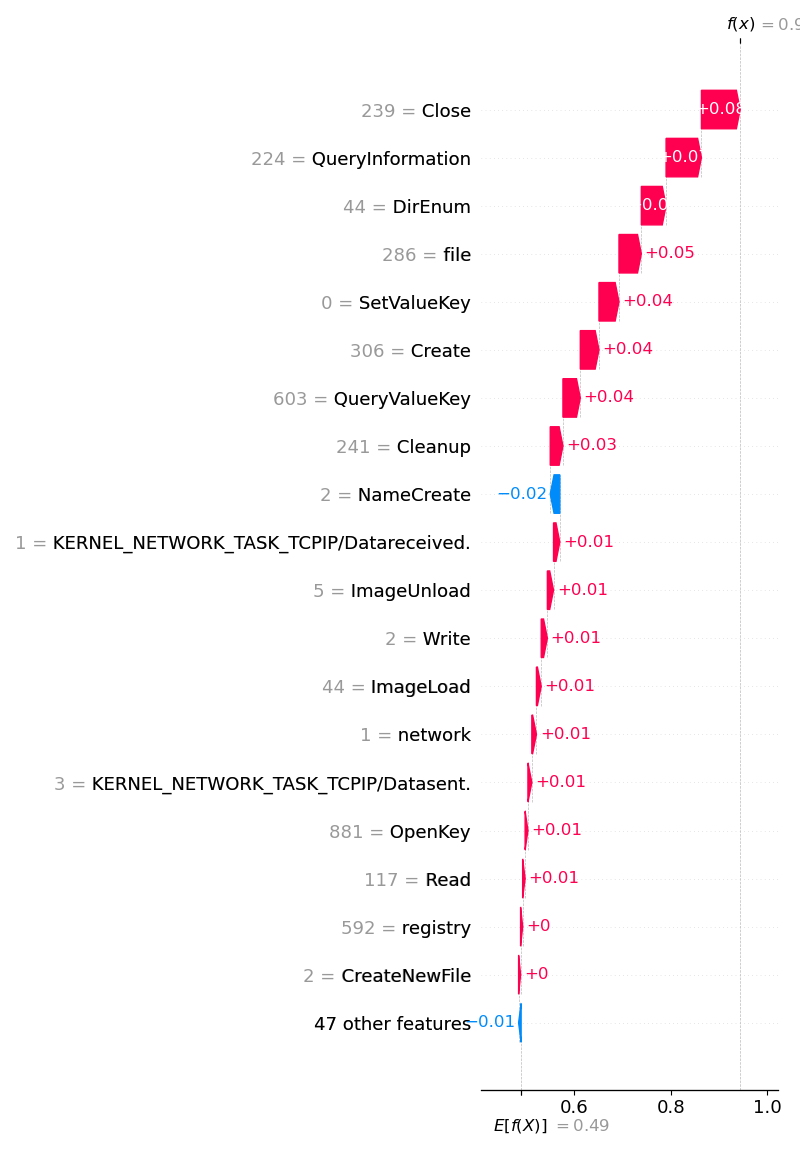 f(x) = 0.9
239 = Close +0.08
224 = QueryInformation +0.0
44 = DirEnum 0.0
286 = file +0.05
0 = SetValueKey +0.04
306 = Create +0.04
603 = QueryValueKey +0.04
241 = Cleanup +0.03
2 = NameCreate −0.02
1 = KERNEL_NETWORK_TASK_TCPIP/Datareceived. +0.01
5 = ImageUnload +0.01
2 = Write +0.01
44 = ImageLoad +0.01
1 = network +0.01
3 = KERNEL_NETWORK_TASK_TCPIP/Datasent. +0.01
881 = OpenKey +0.01
117 = Read +0.01
592 = registry +0
2 = CreateNewFile +0
47 other features −0.01
0.6 0.8 1.0
E[f(X)] = 0.49